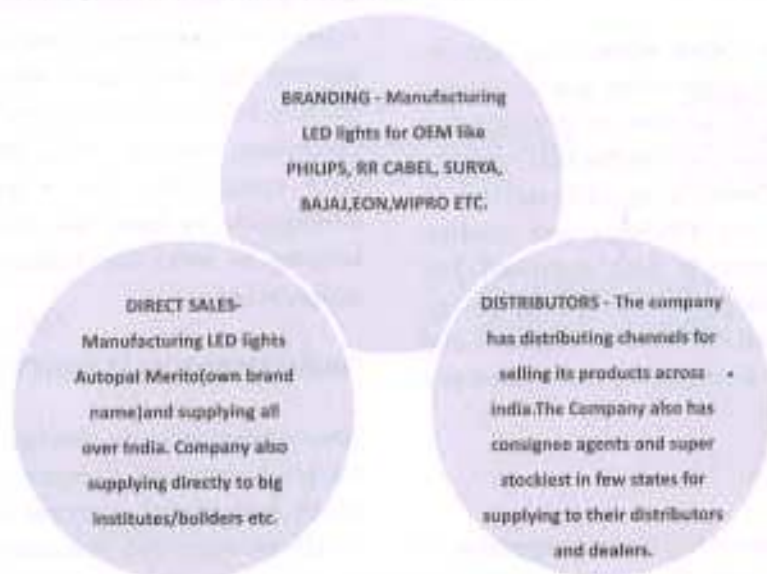 BRANDING - Manufacturing
LED lights for OEM like
PHILIPS, RR CABEL, SURYA,
BAJAJ,EON,WIPRO ETC.
DIRECT SALES-
Manufacturing LED lights
Autopal Merito(own brand
name)and supplying all
over India. Company also
supplying directly to big
institutes/builders etc.
DISTRIBUTORS - The company
has distributing channels for
selling its products across
india.The Company also has
consignee agents and super
stockiest in few states for
supplying to their distributors
and dealers.